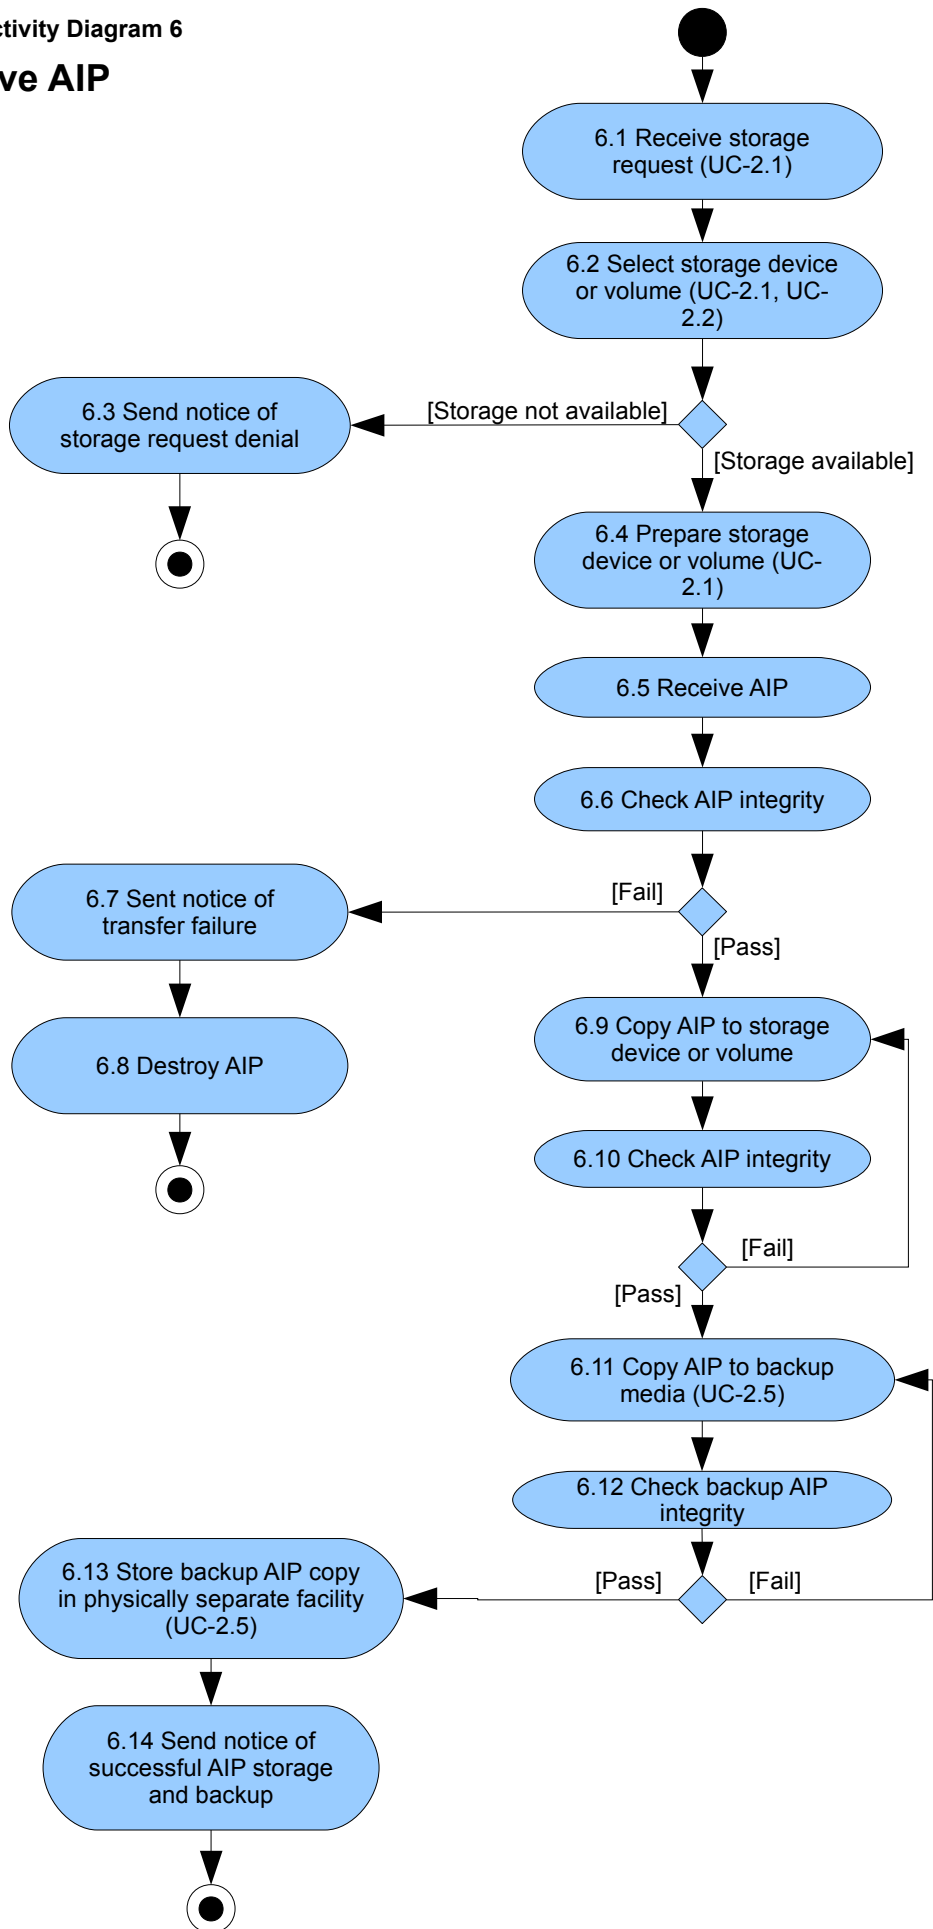 ctivity Diagram 6
ve AIP
6.1 Receive storage
request (UC-2.1)
6.2 Select storage device
or volume (UC-2.1, UC-
2.2)
[Storage not available]
6.3 Send notice of
storage request denial
[Storage available]
6.4 Prepare storage
device or volume (UC-
2.1)
6.5 Receive AIP
6.6 Check AIP integrity
[Fail]
6.7 Sent notice of
transfer failure
[Pass]
6.8 Destroy AIP
6.9 Copy AIP to storage
device or volume
6.10 Check AIP integrity
[Fail]
[Pass]
6.11 Copy AIP to backup
media (UC-2.5)
6.12 Check backup AIP
integrity
[Pass]
[Fail]
6.13 Store backup AIP copy
in physically separate facility
(UC-2.5)
6.14 Send notice of
successful AIP storage
and backup